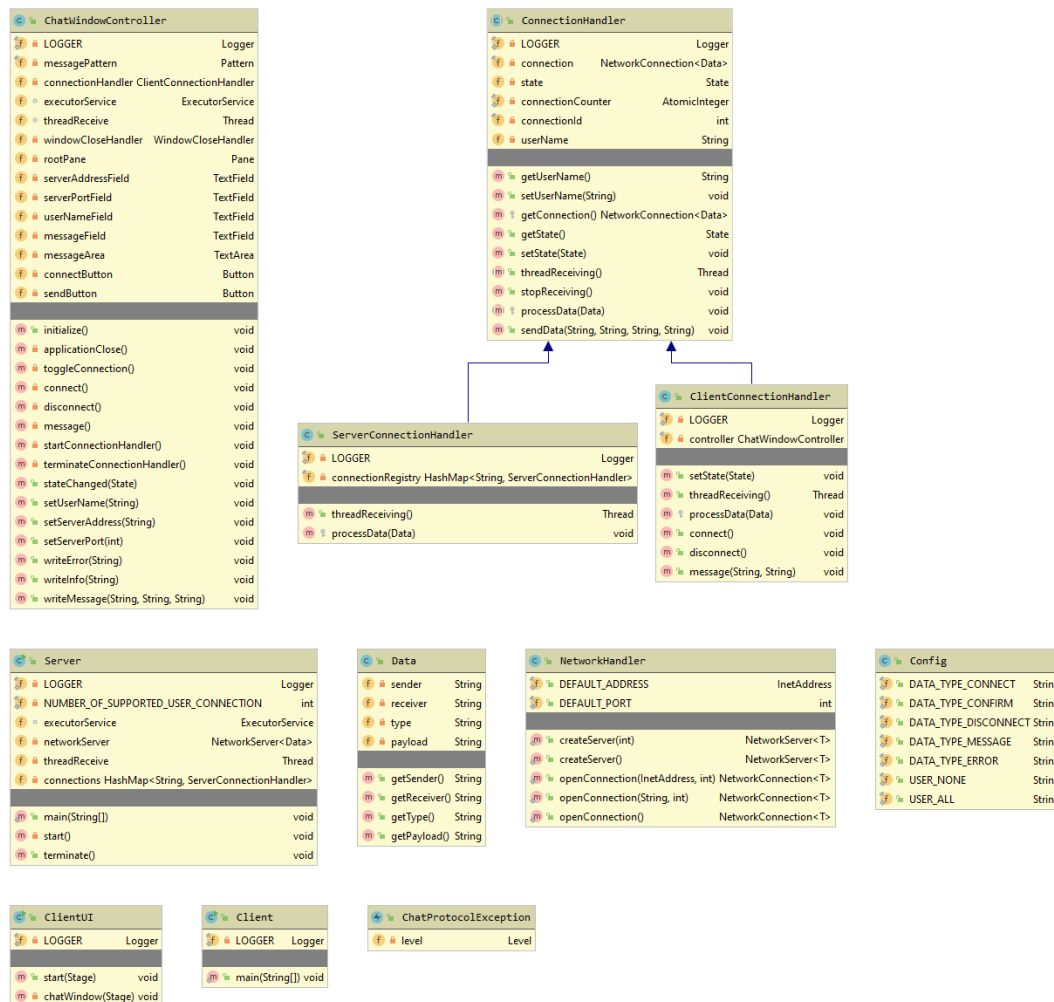 ChatWindowController
LOGGER Logger
messagePattern Pattern
connectionHandler ClientConnectionHandler
executorService ExecutorService
threadReceive Thread
windowCloseHandler WindowCloseHandler
rootPane Pane
serverAddressField TextField
serverPortField TextField
userNameField TextField
messageField TextField
messageArea TextArea
connectButton Button
sendButton Button
initialize() void
applicationClose() void
toggleConnection() void
connect() void
disconnect() void
message() void
startConnectionHandler() void
terminateConnectionHandler() void
stateChanged(State) void
setUserName(String) void
setServerAddress(String) void
setServerPort(int) void
writeError(String) void
writeInfo(String) void
writeMessage(String, String, String) void
ConnectionHandler
LOGGER Logger
connection NetworkConnection<Data>
state State
connectionCounter AtomicInteger
connectionId int
userName String
getUserName() String
setUserName(String) void
getConnection() NetworkConnection<Data>
getState() State
setState(State) void
threadReceiving() Thread
stopReceiving() void
processData(Data) void
sendData(String, String, String, String) void
ServerConnectionHandler
LOGGER Logger
connectionRegistry HashMap<String, ServerConnectionHandler>
threadReceiving() Thread
processData(Data) void
ClientConnectionHandler
LOGGER Logger
controller ChatWindowController
setState(State) void
threadReceiving() Thread
processData(Data) void
connect() void
disconnect() void
message(String, String) void
Server
LOGGER Logger
NUMBER_OF_SUPPORTED_USER_CONNECTION int
executorService ExecutorService
networkServer NetworkServer<Data>
threadReceive Thread
connections HashMap<String, ServerConnectionHandler>
main(String[]) void
start() void
terminate() void
Data
sender String
receiver String
type String
payload String
getSender() String
getReceiver() String
getType() String
getPayload() String
NetworkHandler
DEFAULT_ADDRESS InetAddress
DEFAULT_PORT int
createServer(int) NetworkServer<T>
createServer() NetworkServer<T>
openConnection(InetAddress, int) NetworkConnection<T>
openConnection(String, int) NetworkConnection<T>
openConnection() NetworkConnection<T>
Config
DATA_TYPE_CONNECT Strin
DATA_TYPE_CONFIRM Strin
DATA_TYPE_DISCONNECT Strin
DATA_TYPE_MESSAGE Strin
DATA_TYPE_ERROR Strin
USER_NONE Strin
USER_ALL Strin
ClientUI
LOGGER Logger
start(Stage) void
chatWindow(Stage) void
Client
LOGGER Logger
main(String[]) void
ChatProtocolException
level Level